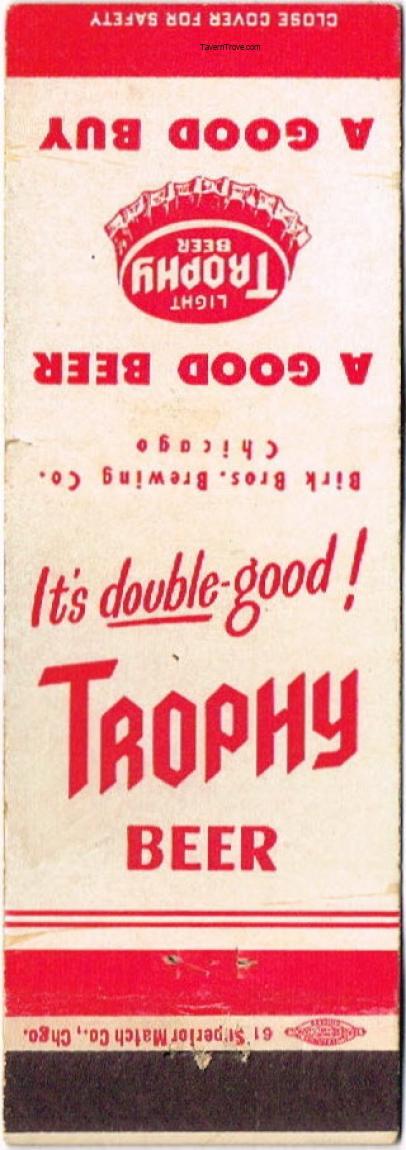 CLOSE COVER FOR SAFETY
TavernTrove.com
A GOOD BUY
LIGHT
TROPHY
BEER
A GOOD BEER
Birk Bros. Brewing Co.
Chicago
It's double-good!
TROPHY
BEER
61 Superior Match Co., Chgo.